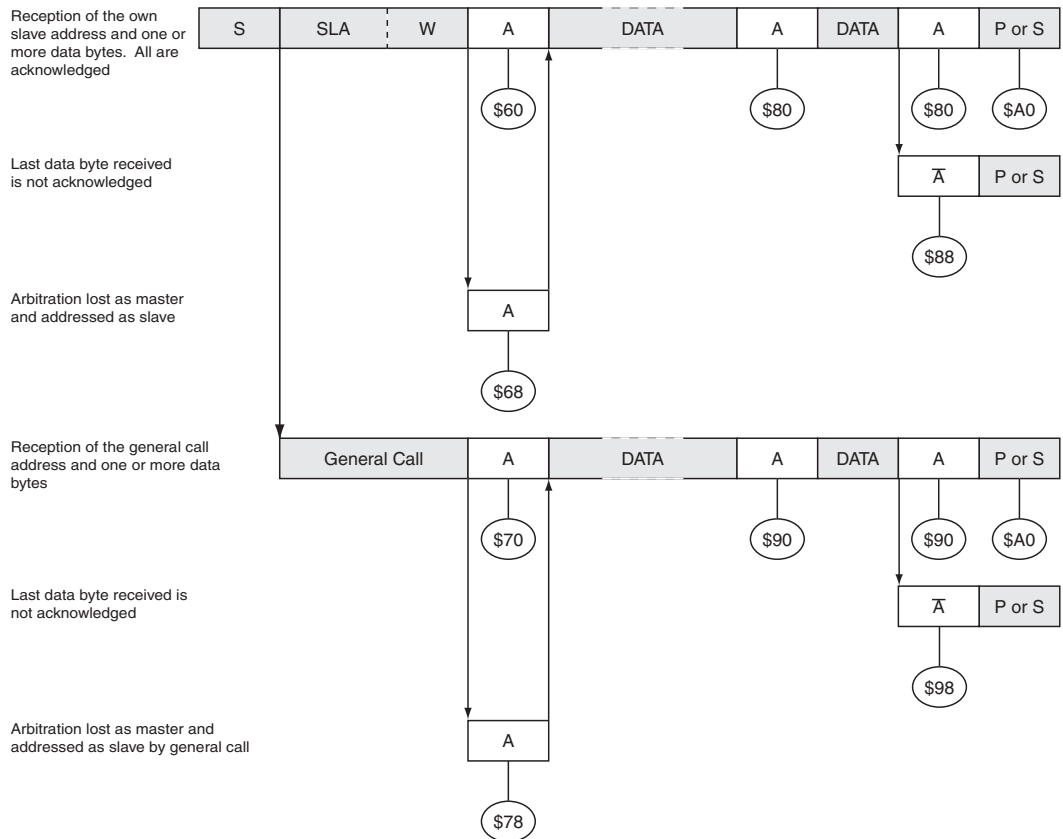 Reception of the own
slave address and one or
more data bytes. All are
acknowledged
S SLA W A DATA A DATA A P or S
$60 $80 $80 $A0
Last data byte received
is not acknowledged
A̅ P or S
$88
Arbitration lost as master
and addressed as slave
A
$68
Reception of the general call
address and one or more data
bytes
General Call A DATA A DATA A P or S
$70 $90 $90 $A0
Last data byte received is
not acknowledged
A̅ P or S
$98
Arbitration lost as master and
addressed as slave by general call
A
$78